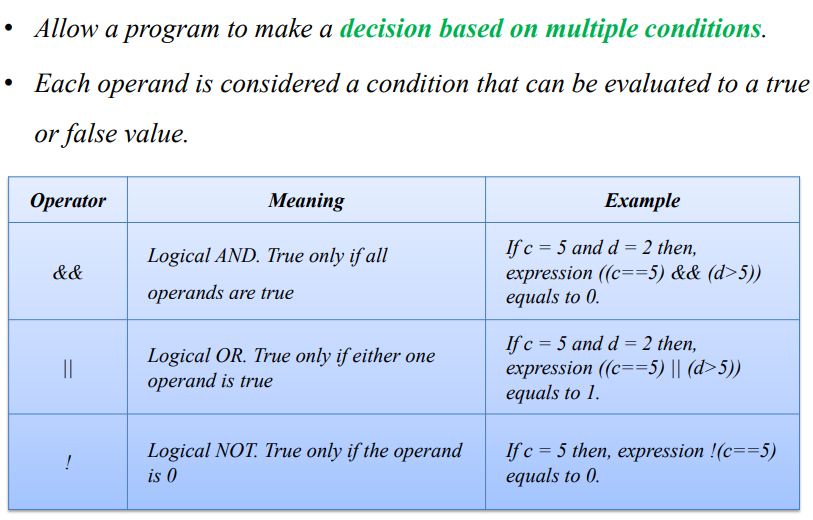 • Allow a program to make a decision based on multiple conditions.
• Each operand is considered a condition that can be evaluated to a true
or false value.
Operator Meaning Example
&&
Logical AND. True only if all
operands are true
If c = 5 and d = 2 then,
expression ((c==5) && (d>5))
equals to 0.
||
Logical OR. True only if either one
operand is true
If c = 5 and d = 2 then,
expression ((c==5) || (d>5))
equals to 1.
!
Logical NOT. True only if the operand
is 0
If c = 5 then, expression !(c==5)
equals to 0.